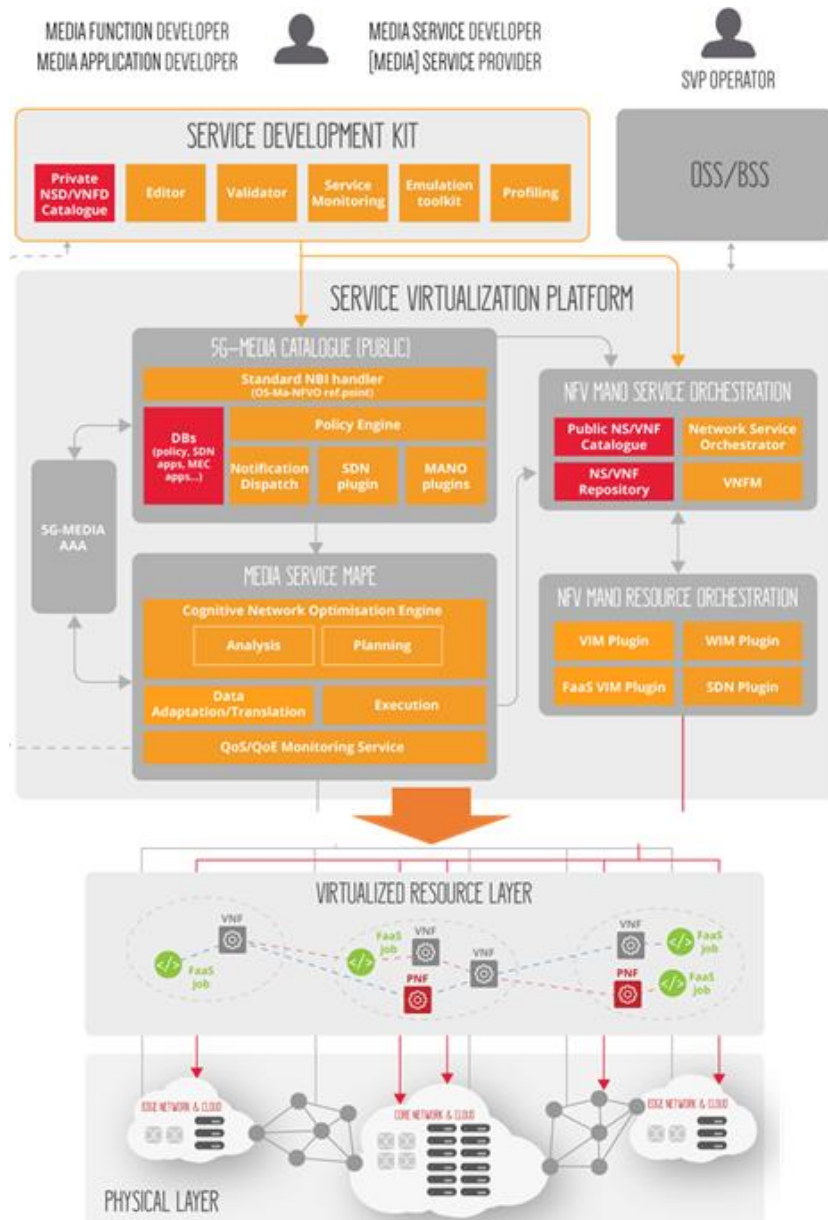 MEDIA FUNCTION DEVELOPER
MEDIA APPLICATION DEVELOPER
MEDIA SERVICE DEVELOPER
[MEDIA] SERVICE PROVIDER
SVP OPERATOR
SERVICE DEVELOPMENT KIT
Private
NSD/VNFD
Catalogue
Editor
Validator
Service
Monitoring
Emulation
toolkit
Profiling
OSS/BSS
SERVICE VIRTUALIZATION PLATFORM
5G-MEDIA CATALOGUE (PUBLIC)
Standard NBI handler
(OS-Ma-NFVO ref.point)
DBs
(policy, SDN
apps, MEC
apps...)
Policy Engine
Notification
Dispatch
SDN
plugin
MANO
plugins
5G-MEDIA
AAA
NFV MANO SERVICE ORCHESTRATION
Public NS/VNF
Catalogue
Network Service
Orchestrator
NS/VNF
Repository
VNFM
MEDIA SERVICE MAPE
Cognitive Network Optimisation Engine
Analysis
Planning
Data
Adaptation/Translation
Execution
QoS/QoE Monitoring Service
NFV MANO RESOURCE ORCHESTRATION
VIM Plugin
WIM Plugin
FaaS VIM Plugin
SDN Plugin
VIRTUALIZED RESOURCE LAYER
VNF
FaaS
job
FaaS
job
VNF
PNF
VNF
VNF
FaaS
job
PNF
FaaS
job
EDGE NETWORK & CLOUD
CORE NETWORK & CLOUD
EDGE NETWORK & CLOUD
PHYSICAL LAYER